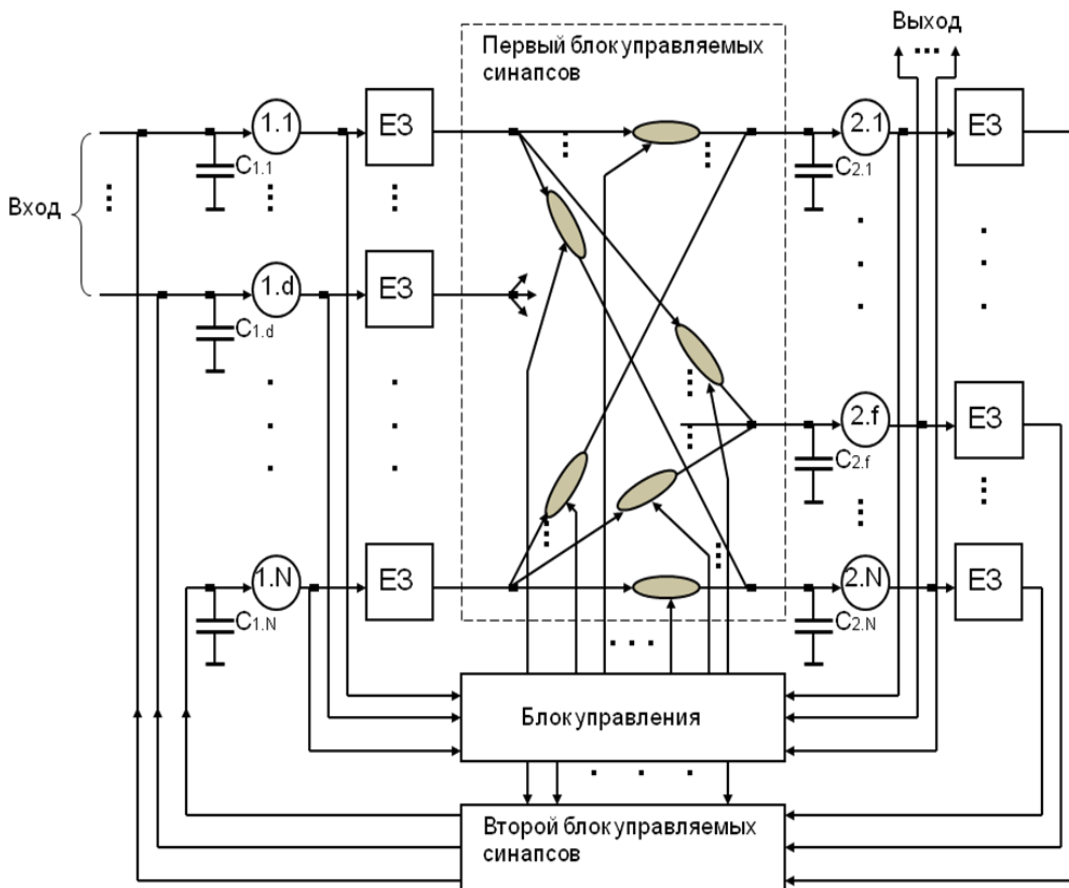 Выход
Первый блок управляемых
синапсов
1.1
ЕЗ
2.1
ЕЗ
C1.1
C2.1
Вход
1.d
ЕЗ
C1.d
2.f
ЕЗ
C2.f
1.N
ЕЗ
2.N
ЕЗ
C1.N
C2.N
Блок управления
Второй блок управляемых
синапсов